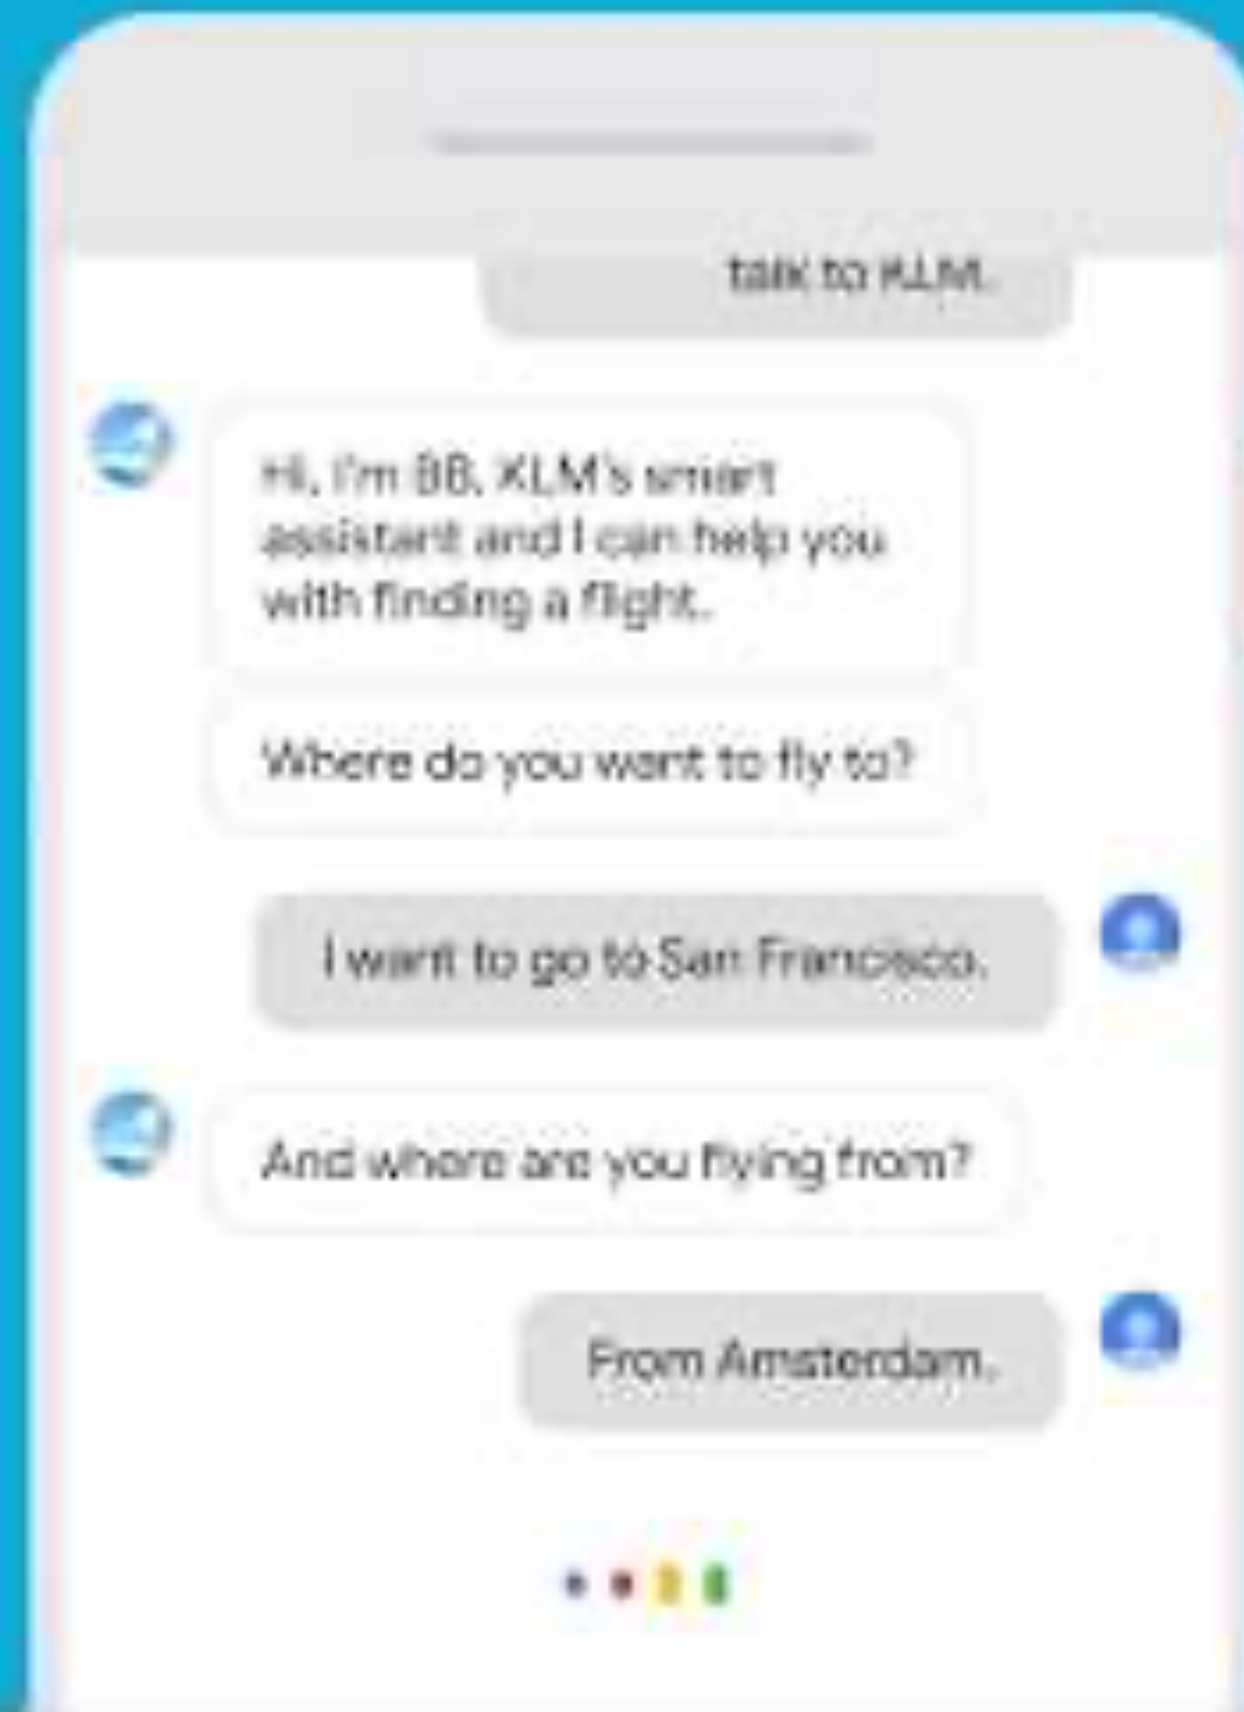 talk to KLM.
Hi, I'm BB, KLM's smart
assistant and I can help you
with finding a flight.
Where do you want to fly to?
I want to go to San Francisco.
And where are you flying from?
From Amsterdam.